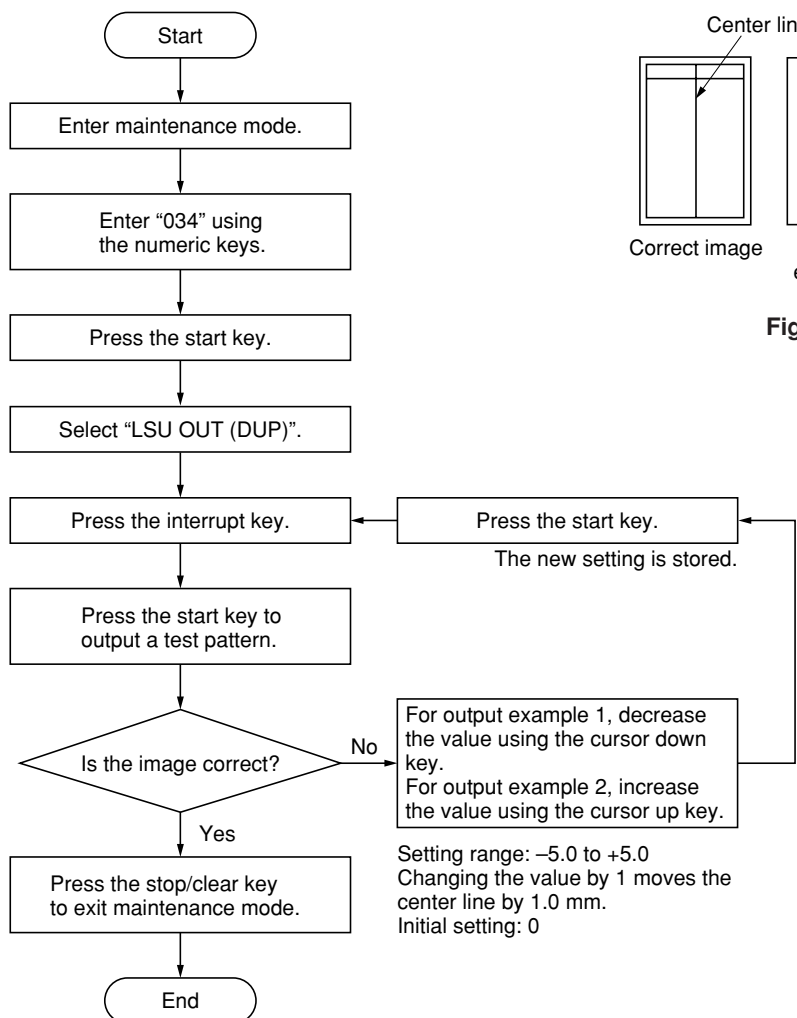 Start
Enter maintenance mode.
Enter “034” using
the numeric keys.
Press the start key.
Select “LSU OUT (DUP)”.
Press the interrupt key.
Press the start key.
The new setting is stored.
Press the start key to
output a test pattern.
Is the image correct?
No
For output example 1, decrease
the value using the cursor down
key.
For output example 2, increase
the value using the cursor up key.
Setting range: –5.0 to +5.0
Changing the value by 1 moves the
center line by 1.0 mm.
Initial setting: 0
Yes
Press the stop/clear key
to exit maintenance mode.
End
Center
Correct image